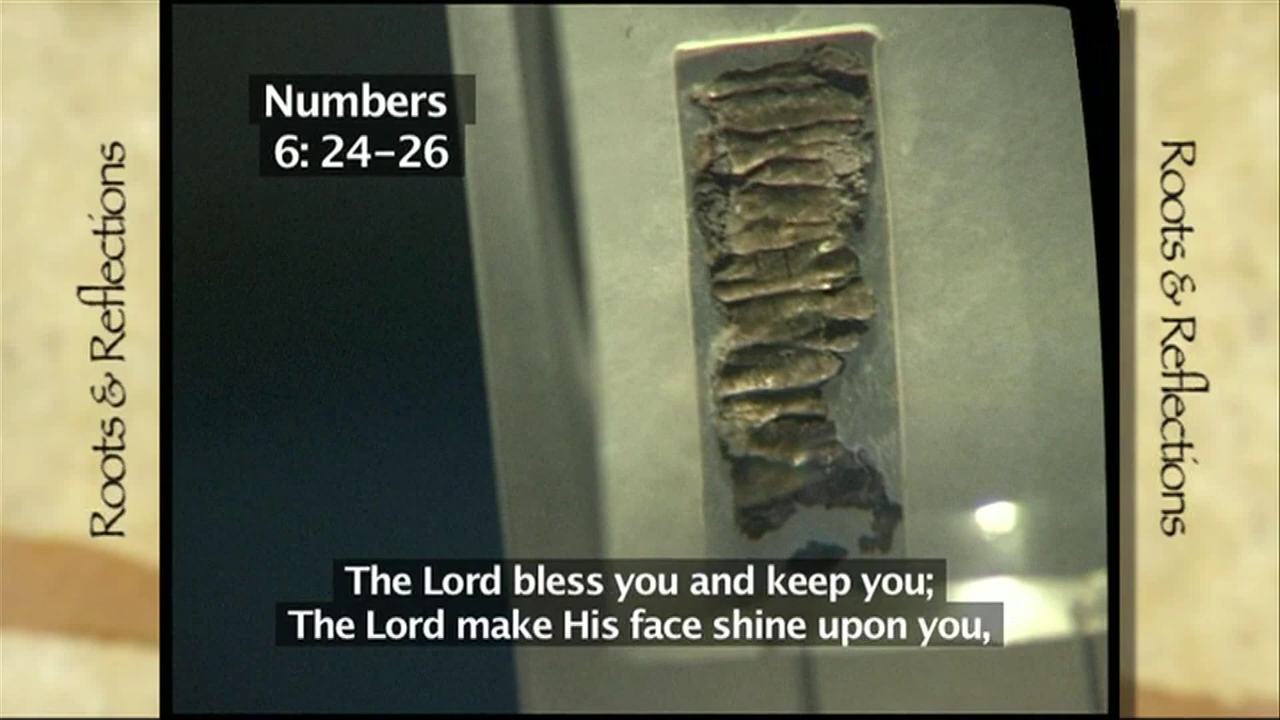 Roots & Reflections
Numbers
6: 24–26
The Lord bless you and keep you;
The Lord make His face shine upon you,
Roots & Reflections